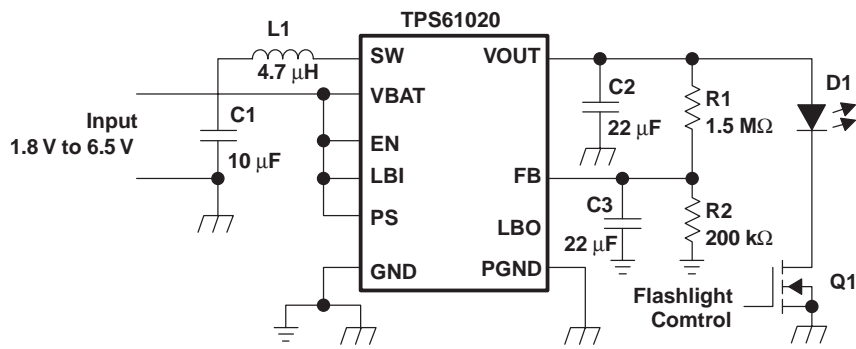 TPS61020
L1
4.7 μH
SW
VOUT
VBAT
C2
22 μF
R1
1.5 MΩ
D1
Input
1.8 V to 6.5 V
C1
10 μF
EN
LBI
PS
FB
LBO
C3
22 μF
R2
200 kΩ
GND
PGND
Flashlight
Comtrol
Q1